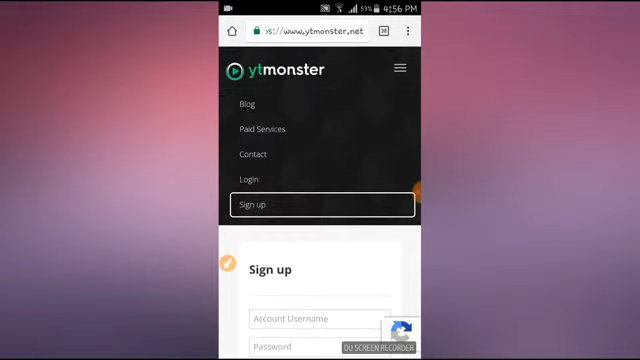 53% 4:56 PM
s://www.ytmonster.net 38
ytmonster
Blog
Paid Services
Contact
Login
Sign up
Sign up
Account Username
Password
DU SCREEN RECORDER